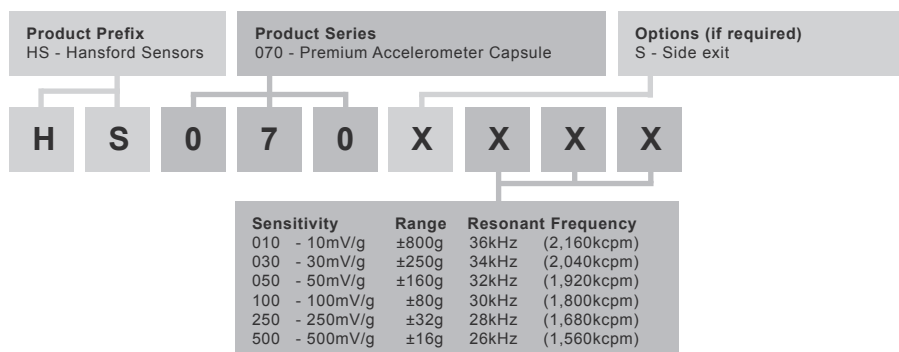 Product Prefix
HS - Hansford Sensors
Product Series
070 - Premium Accelerometer Capsule
Options (if required)
S - Side exit
H S 0 7 0 X X X X
Sensitivity Range Resonant Frequency
010 - 10mV/g ±800g 36kHz (2,160kcpm)
030 - 30mV/g ±250g 34kHz (2,040kcpm)
050 - 50mV/g ±160g 32kHz (1,920kcpm)
100 - 100mV/g ±80g 30kHz (1,800kcpm)
250 - 250mV/g ±32g 28kHz (1,680kcpm)
500 - 500mV/g ±16g 26kHz (1,560kcpm)